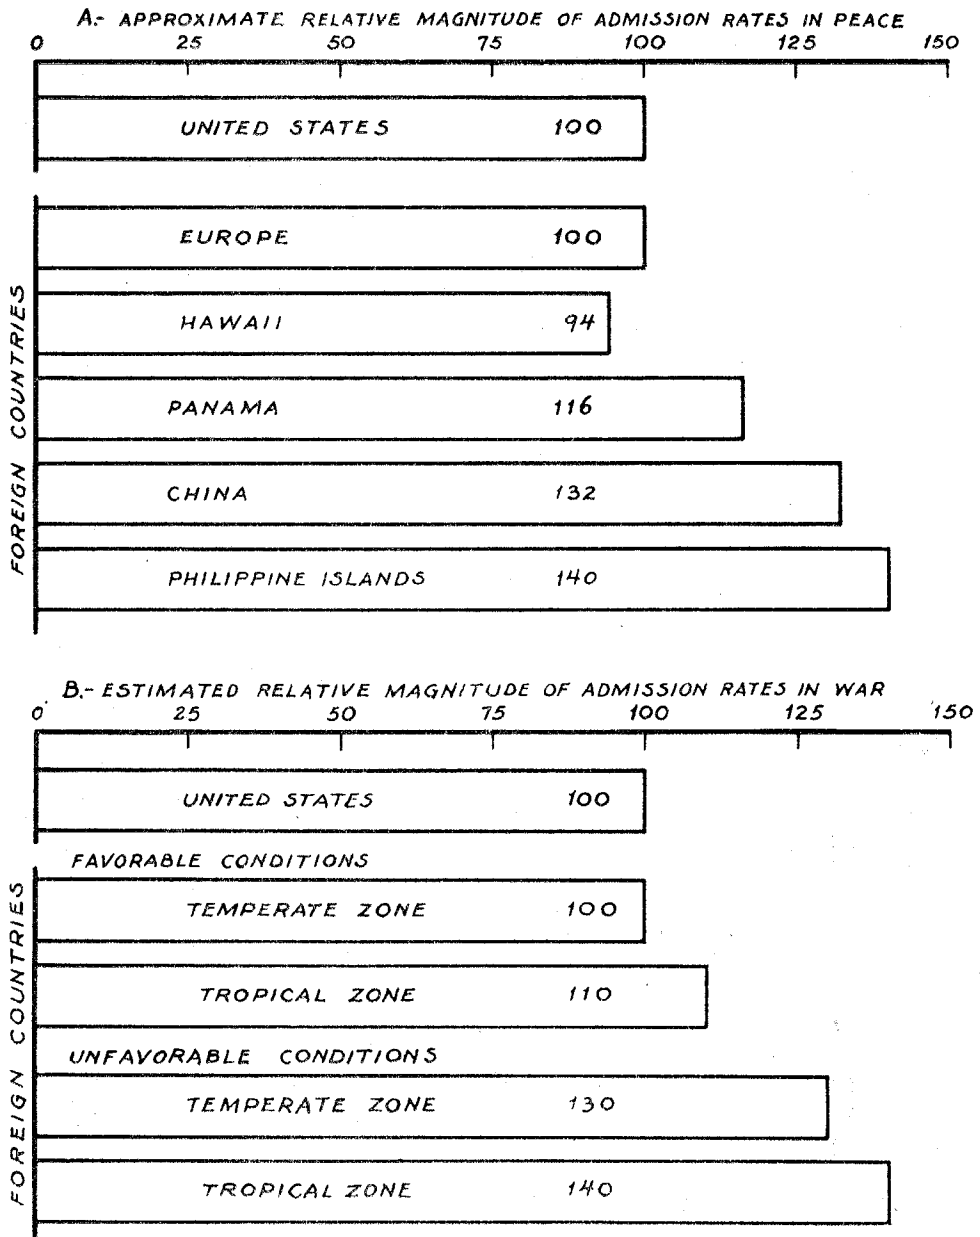 A.- APPROXIMATE RELATIVE MAGNITUDE OF ADMISSION RATES IN PEACE
0 25 50 75 100 125 150
UNITED STATES 100
FOREIGN COUNTRIES
EUROPE 100
HAWAII 94
PANAMA 116
CHINA 132
PHILIPPINE ISLANDS 140
B.- ESTIMATED RELATIVE MAGNITUDE OF ADMISSION RATES IN WAR
0 25 50 75 100 125 150
UNITED STATES 100
FOREIGN COUNTRIES
FAVORABLE CONDITIONS
TEMPERATE ZONE 100
TROPICAL ZONE 110
UNFAVORABLE CONDITIONS
TEMPERATE ZONE 130
TROPICAL ZONE 140